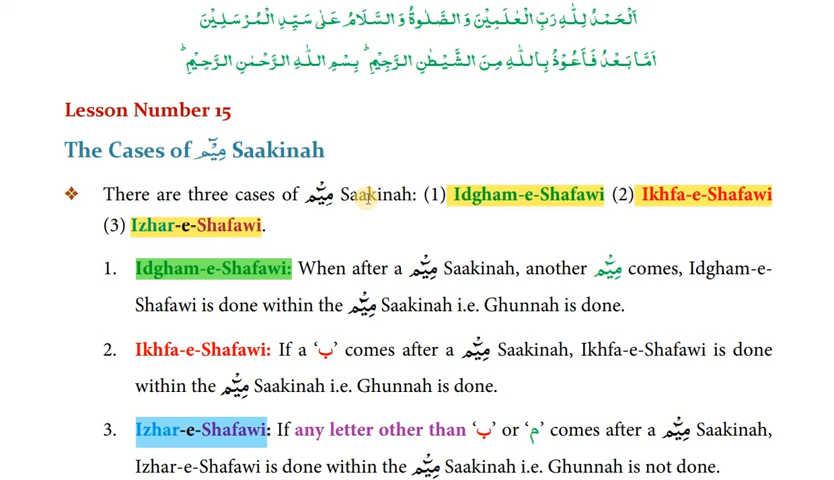 اَلْحَمْدُ لِلّٰهِ رَبِّ الْعٰلَمِيْنَ وَالصَّلٰوةُ وَالسَّلَامُ عَلٰى سَيِّدِ الْمُرْسَلِيْنَ
اَمَّا بَعْدُ فَاَعُوْذُ بِاللّٰهِ مِنَ الشَّيْطٰنِ الرَّجِيْمِؕ بِسْمِ اللّٰهِ الرَّحْمٰنِ الرَّحِيْمِؕ
Lesson Number 15
The Cases of مِيْمْ Saakinah
❖ There are three cases of مِيْمْ Saakinah: (1) Idgham-e-Shafawi (2) Ikhfa-e-Shafawi
(3) Izhar-e-Shafawi.
1. Idgham-e-Shafawi: When after a مِيْمْ Saakinah, another مِيْمْ comes, Idgham-e-
Shafawi is done within the مِيْمْ Saakinah i.e. Ghunnah is done.
2. Ikhfa-e-Shafawi: If a ‘ب’ comes after a مِيْمْ Saakinah, Ikhfa-e-Shafawi is done
within the مِيْمْ Saakinah i.e. Ghunnah is done.
3. Izhar-e-Shafawi: If any letter other than ‘ب’ or ‘م’ comes after a مِيْمْ Saakinah,
Izhar-e-Shafawi is done within the مِيْمْ Saakinah i.e. Ghunnah is not done.